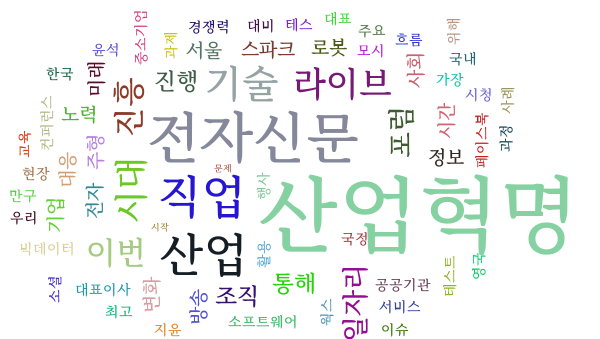 경쟁력
대비
테스
대표
주요
위해
중소기업
윤석
과제
서울
스파크
로봇
모시
흐름
국내
한국
미래
진행
기술
라이브
사회
가장
시청
사례
컨퍼런스
노력
진흥
전자신문
포럼
시간
페이스북
과정
교육
주형
정보
현장
대응
문제
만구
전자
시대
직업
행사
산업혁명
우리
기업
시작
빅데이터
이번
산업
활용
국정
영국
소셜
대표이사
변화
방송
조직
통해
일자리
공공기관
테스트
최고
웍스
서비스
지윤
소프트웨어
이슈